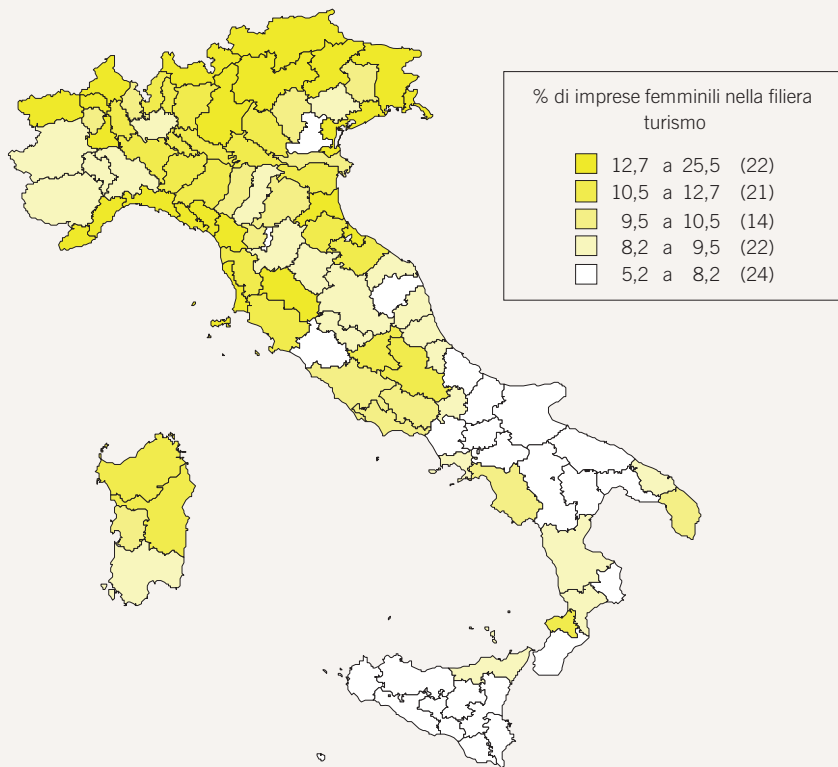 % di imprese femminili nella filiera
turismo
12,7 a 25,5 (22)
10,5 a 12,7 (21)
9,5 a 10,5 (14)
8,2 a 9,5 (22)
5,2 a 8,2 (24)